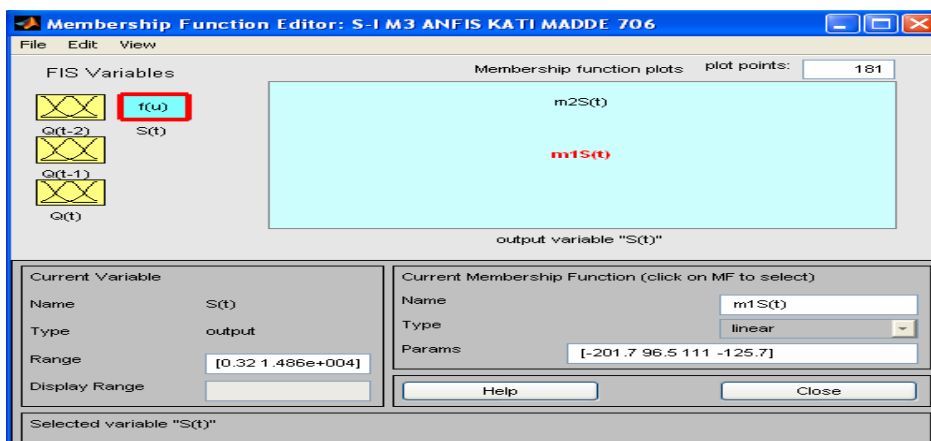 Membership Function Editor: S-I M3 ANFIS KATI MADDE 706
File Edit View
FIS Variables
Membership function plots plot points: 181
f(u)
Q(t-2) S(t)
Q(t-1)
Q(t)
m2S(t)
m1S(t)
output variable "S(t)"
Current Variable
Name S(t)
Type output
Range [0.32 1.486e+004]
Display Range
Current Membership Function (click on MF to select)
Name m1S(t)
Type linear
Params [-201.7 96.5 111 -125.7]
Help Close
Selected variable "S(t)"